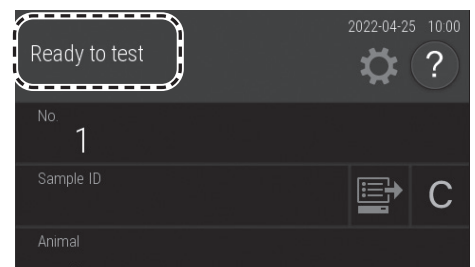 2022-04-25 10:00
Ready to test
?
No.
1
Sample ID
C
Animal